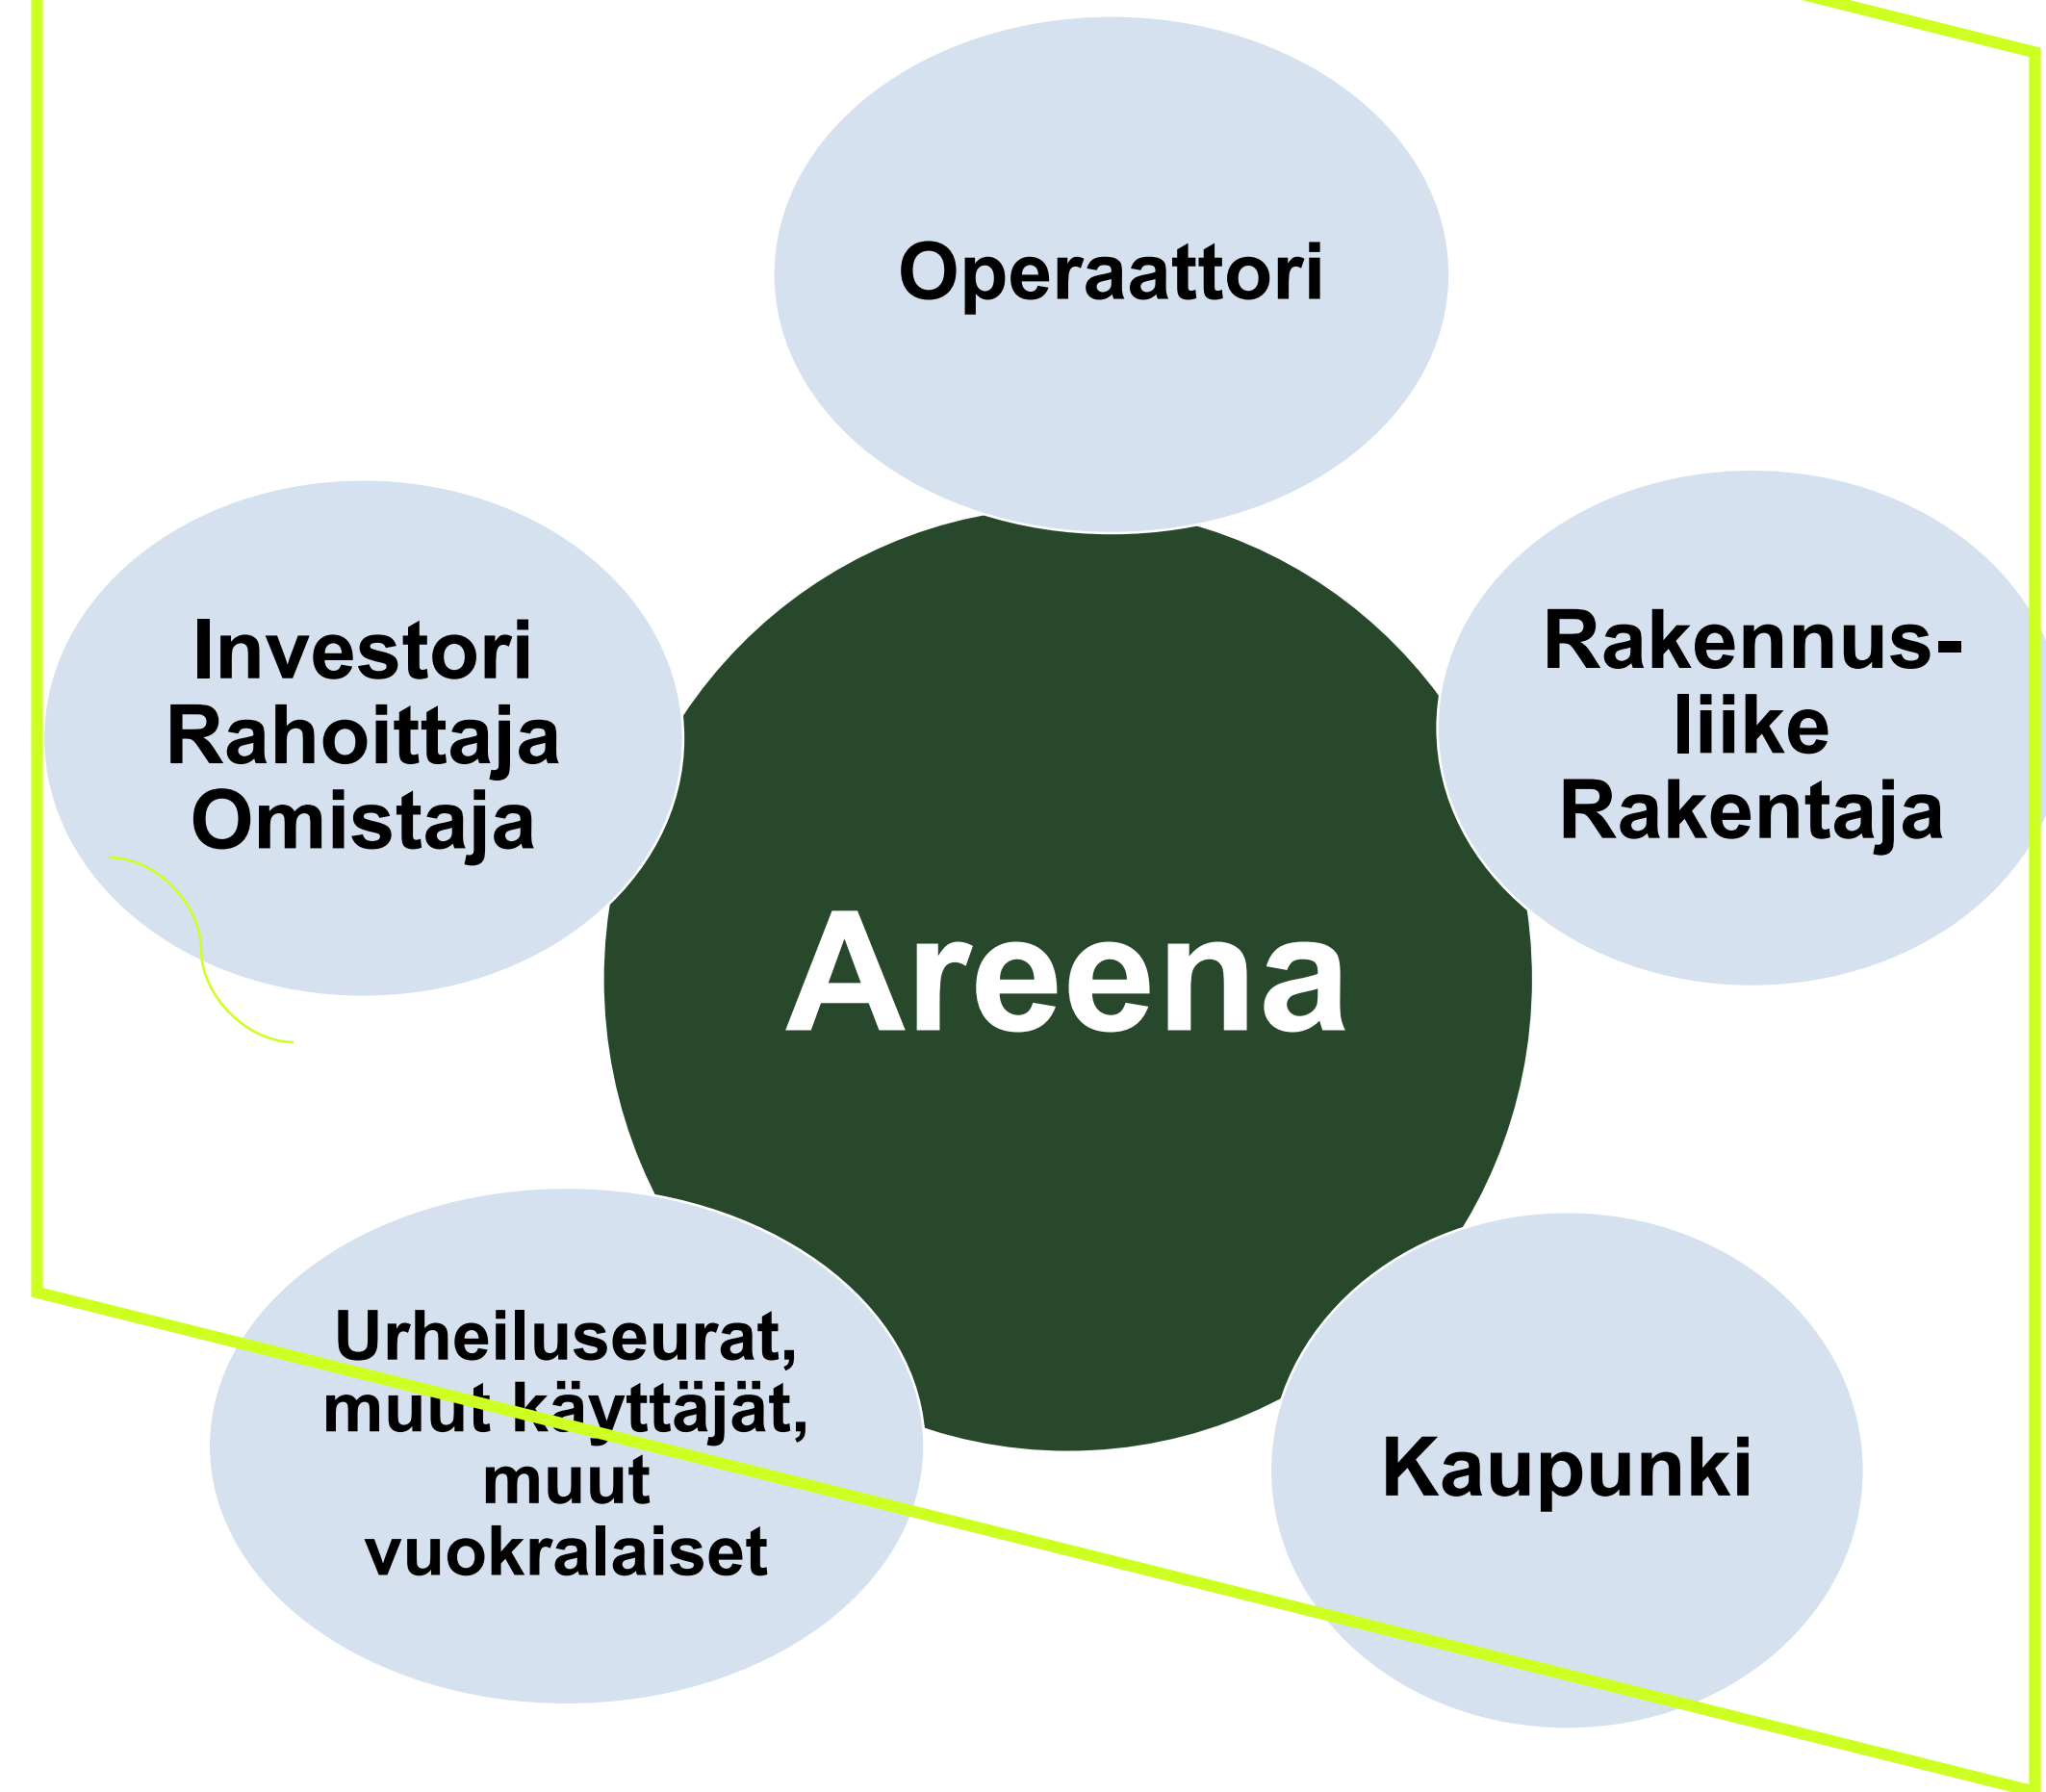 Operaattori
Investori
Rahoittaja
Omistaja
Rakennus-
liike
Rakentaja
Areena
Urheiluseurat,
muut käyttäjät,
muut
vuokralaiset
Kaupunki